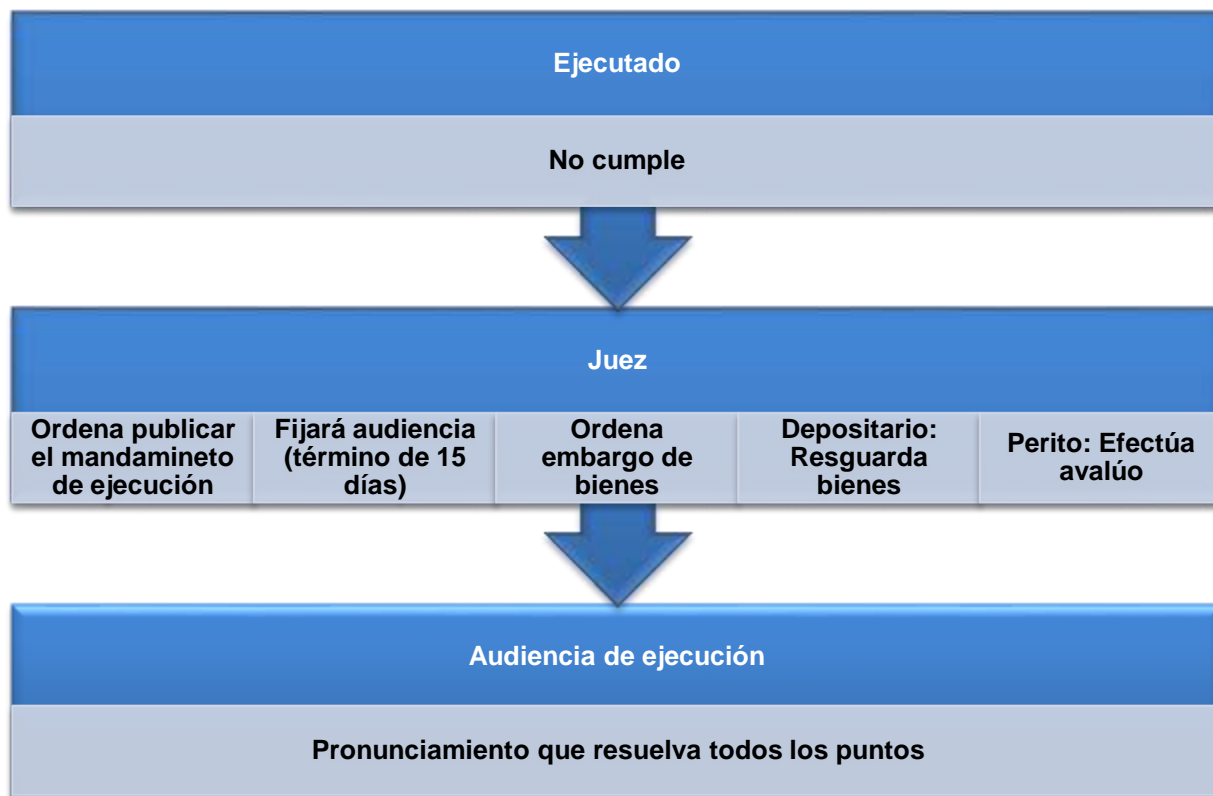 Ejecutado
No cumple
Juez
Ordena publicar
el mandamineto
de ejecución
Fijará audiencia
(término de 15
días)
Ordena
embargo de
bienes
Depositario:
Resguarda
bienes
Perito: Efectúa
avalúo
Audiencia de ejecución
Pronunciamiento que resuelva todos los puntos